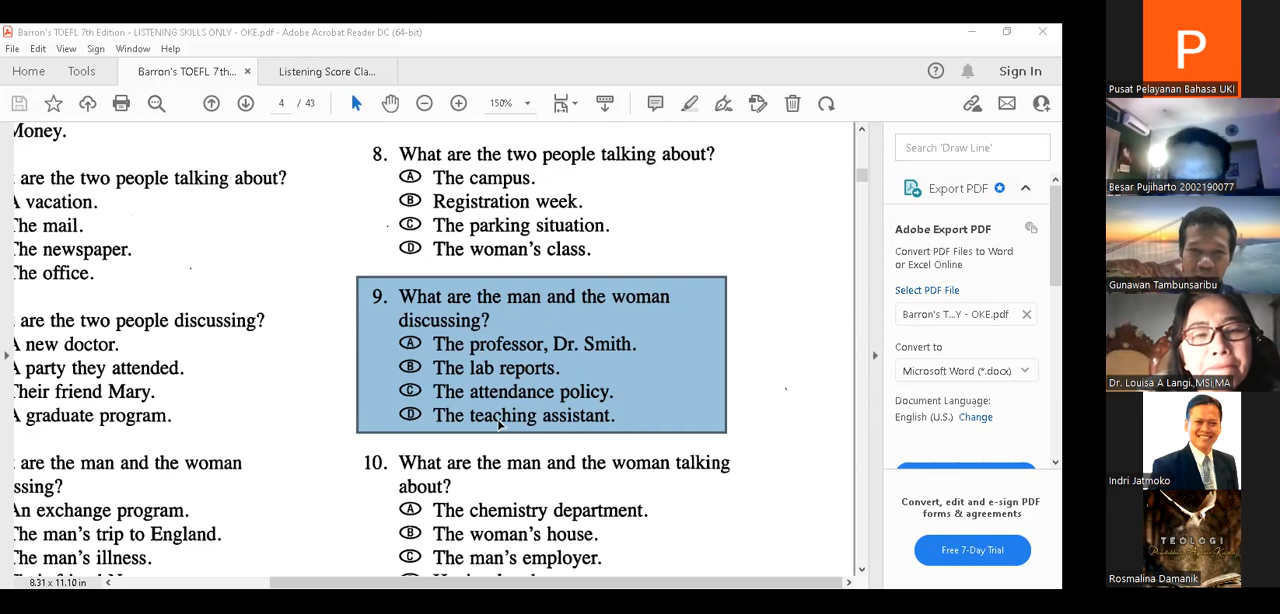 Barron's TOEFL 7th Edition - LISTENING SKILLS ONLY - OKE.pdf - Adobe Acrobat Reader DC (64-bit)
File Edit View Sign Window Help
Home Tools Barron's TOEFL 7th... × Listening Score Cla... Sign In
4 / 43 150%
Money.
are the two people talking about?
A vacation.
The mail.
The newspaper.
The office.
are the two people discussing?
A new doctor.
A party they attended.
Their friend Mary.
A graduate program.
are the man and the woman
ssing?
An exchange program.
The man's trip to England.
The man's illness.
8. What are the two people talking about?
A The campus.
B Registration week.
C The parking situation.
D The woman's class.
9. What are the man and the woman
discussing?
A The professor, Dr. Smith.
B The lab reports.
C The attendance policy.
D The teaching assistant.
10. What are the man and the woman talking
about?
A The chemistry department.
B The woman's house.
C The man's employer.
8.31 x 11.10 in
Search 'Draw Line'
Export PDF
Adobe Export PDF
Convert PDF Files to Word
or Excel Online
Select PDF File
Barron's T...Y - OKE.pdf
Convert to
Microsoft Word (*.docx)
Document Language:
English (U.S.) Change
Convert, edit and e-sign PDF
forms & agreements
Free 7-Day Trial
P
Pusat Pelayanan Bahasa UKI
Besar Pujiharto 2002190077
Gunawan Tambunsaribu
Dr. Louisa A Langi.,MSi,MA
Indri Jatmoko
TEOLOGI
Rosmalina Damanik